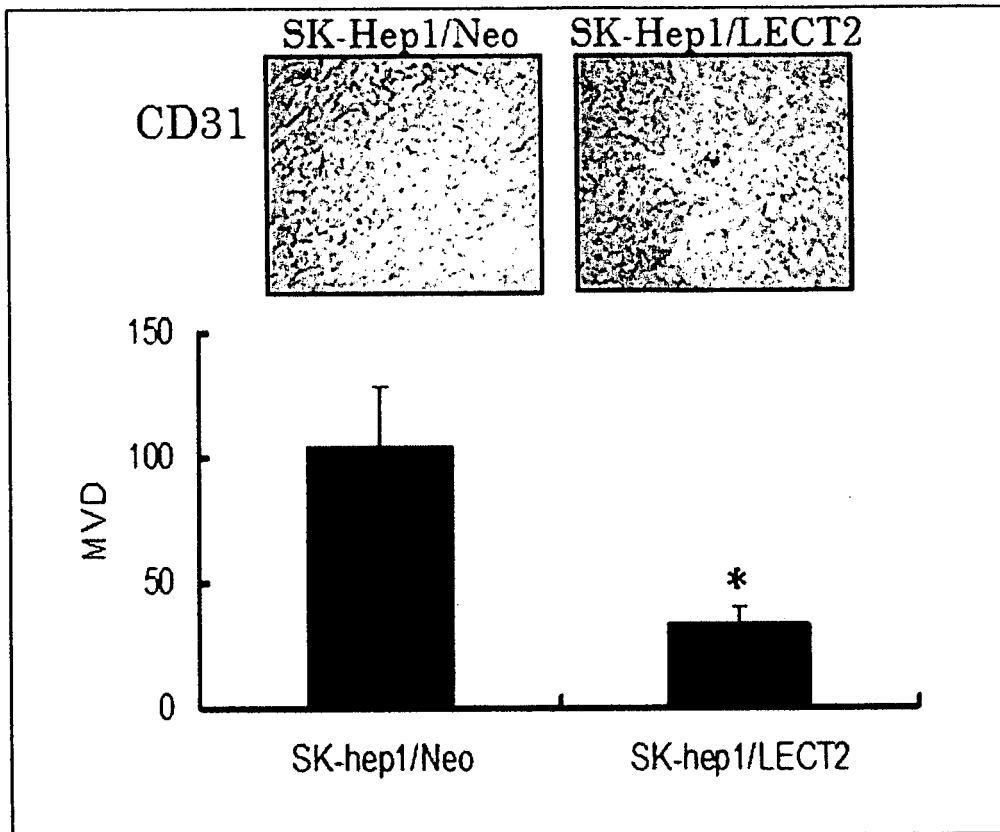 SK-Hep1/Neo SK-Hep1/LECT2
CD31
150
100
50
0
MVD
*
SK-hep1/Neo SK-hep1/LECT2